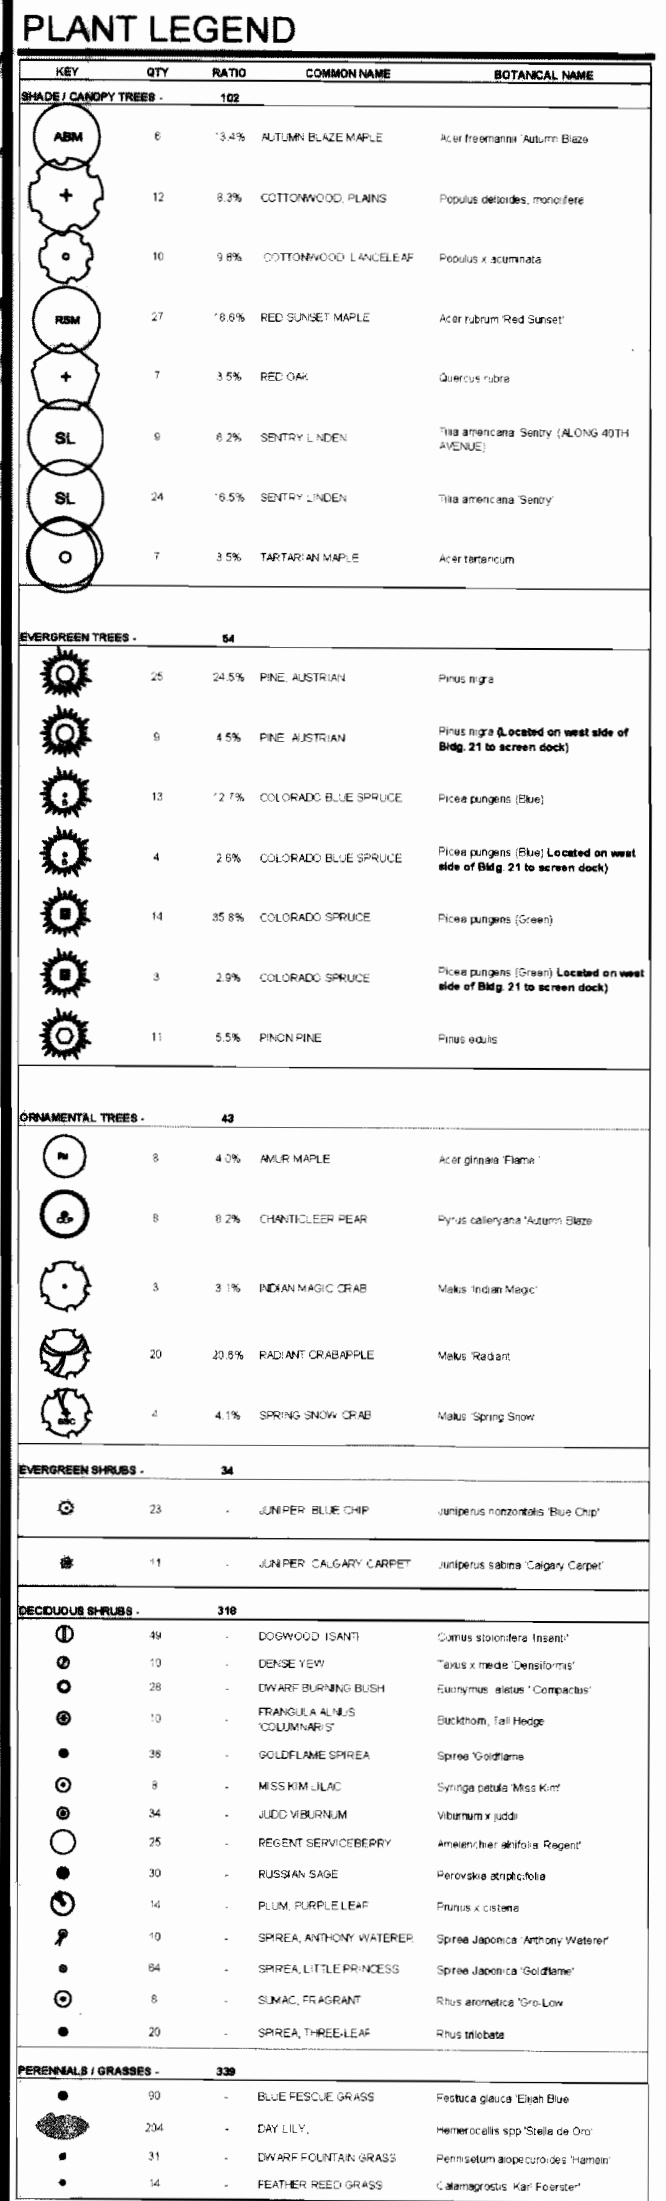 PLANT LEGEND
KEY QTY RATIO COMMON NAME BOTANICAL NAME
SHADE / CANOPY TREES - 102
ABM 6 13.4% AUTUMN BLAZE MAPLE Acer freemannii 'Autumn Blaze
12 8.3% COTTONWOOD, PLAINS Populus deltoides, monolifera
10 9.8% COTTONWOOD LANCELEAF Populus x acuminata
RSM 27 18.6% RED SUNSET MAPLE Acer rubrum 'Red Sunset'
7 3.5% RED OAK Quercus rubra
SL 9 6.2% SENTRY LINDEN Tilia americana 'Sentry' (ALONG 40TH
AVENUE)
SL 24 16.5% SENTRY LINDEN Tilia americana 'Sentry'
7 3.5% TARTARIAN MAPLE Acer tartaricum
EVERGREEN TREES - 54
25 24.5% PINE, AUSTRIAN Pinus nigra
9 4.5% PINE AUSTRIAN Pinus nigra (Located on west side of
Bldg. 21 to screen dock)
13 12.7% COLORADO BLUE SPRUCE Picea pungens (Blue)
4 2.6% COLORADO BLUE SPRUCE Picea pungens (Blue) Located on west
side of Bldg. 21 to screen dock)
14 35.8% COLORADO SPRUCE Picea pungens (Green)
3 2.9% COLORADO SPRUCE Picea pungens (Green) Located on west
side of Bldg. 21 to screen dock)
11 5.5% PINON PINE Pinus edulis
ORNAMENTAL TREES - 43
8 4.0% AMUR MAPLE Acer ginnala 'Flame '
8 8.2% CHANTICLEER PEAR Pyrus calleryana 'Autumn Blaze
3 3.1% INDIAN MAGIC CRAB Malus 'Indian Magic'
20 20.6% RADIANT CRABAPPLE Malus 'Radiant
4 4.1% SPRING SNOW CRAB Malus 'Spring Snow
EVERGREEN SHRUBS - 34
23 - JUNIPER BLUE CHIP Juniperus horizontalis 'Blue Chip'
11 - JUNIPER CALGARY CARPET Juniperus sabina 'Calgary Carpet'
DECIDUOUS SHRUBS - 318
49 - DOGWOOD ISANTI Cornus stolonifera 'Insanti'
10 - DENSE YEW Taxus x media 'Densiformis'
28 - DWARF BURNING BUSH Euonymus alatus ' Compactus'
FRANGULA ALNUS
10 - 'COLUMNARIS' Buckthorn, Tall Hedge
36 - GOLDFLAME SPIREA Spirea 'Goldflame
8 - MISS KIM LILAC Syringa patula 'Miss Kim'
34 - JUDD VIBURNUM Viburnum x juddii
25 - REGENT SERVICEBERRY Amelanchier alnifolia 'Regent'
30 - RUSSIAN SAGE Perovskia atriplicifolia
14 - PLUM, PURPLE LEAF Prunus x cistena
10 - SPIREA, ANTHONY WATERER Spirea Japonica 'Anthony Waterer'
64 - SPIREA, LITTLE PRINCESS Spirea Japonica 'Goldflame'
8 - SUMAC, FRAGRANT Rhus aromatica 'Gro-Low
20 - SPIREA, THREE-LEAF Rhus trilobata
PERENNIALS / GRASSES - 339
90 - BLUE FESCUE GRASS Festuca glauca 'Elijah Blue
204 - DAY LILY, Hemerocallis spp 'Stella de Oro'
31 - DWARF FOUNTAIN GRASS Pennisetum alopecuroides 'Hameln'
14 - FEATHER REED GRASS Calamagrostis 'Karl Foerster'